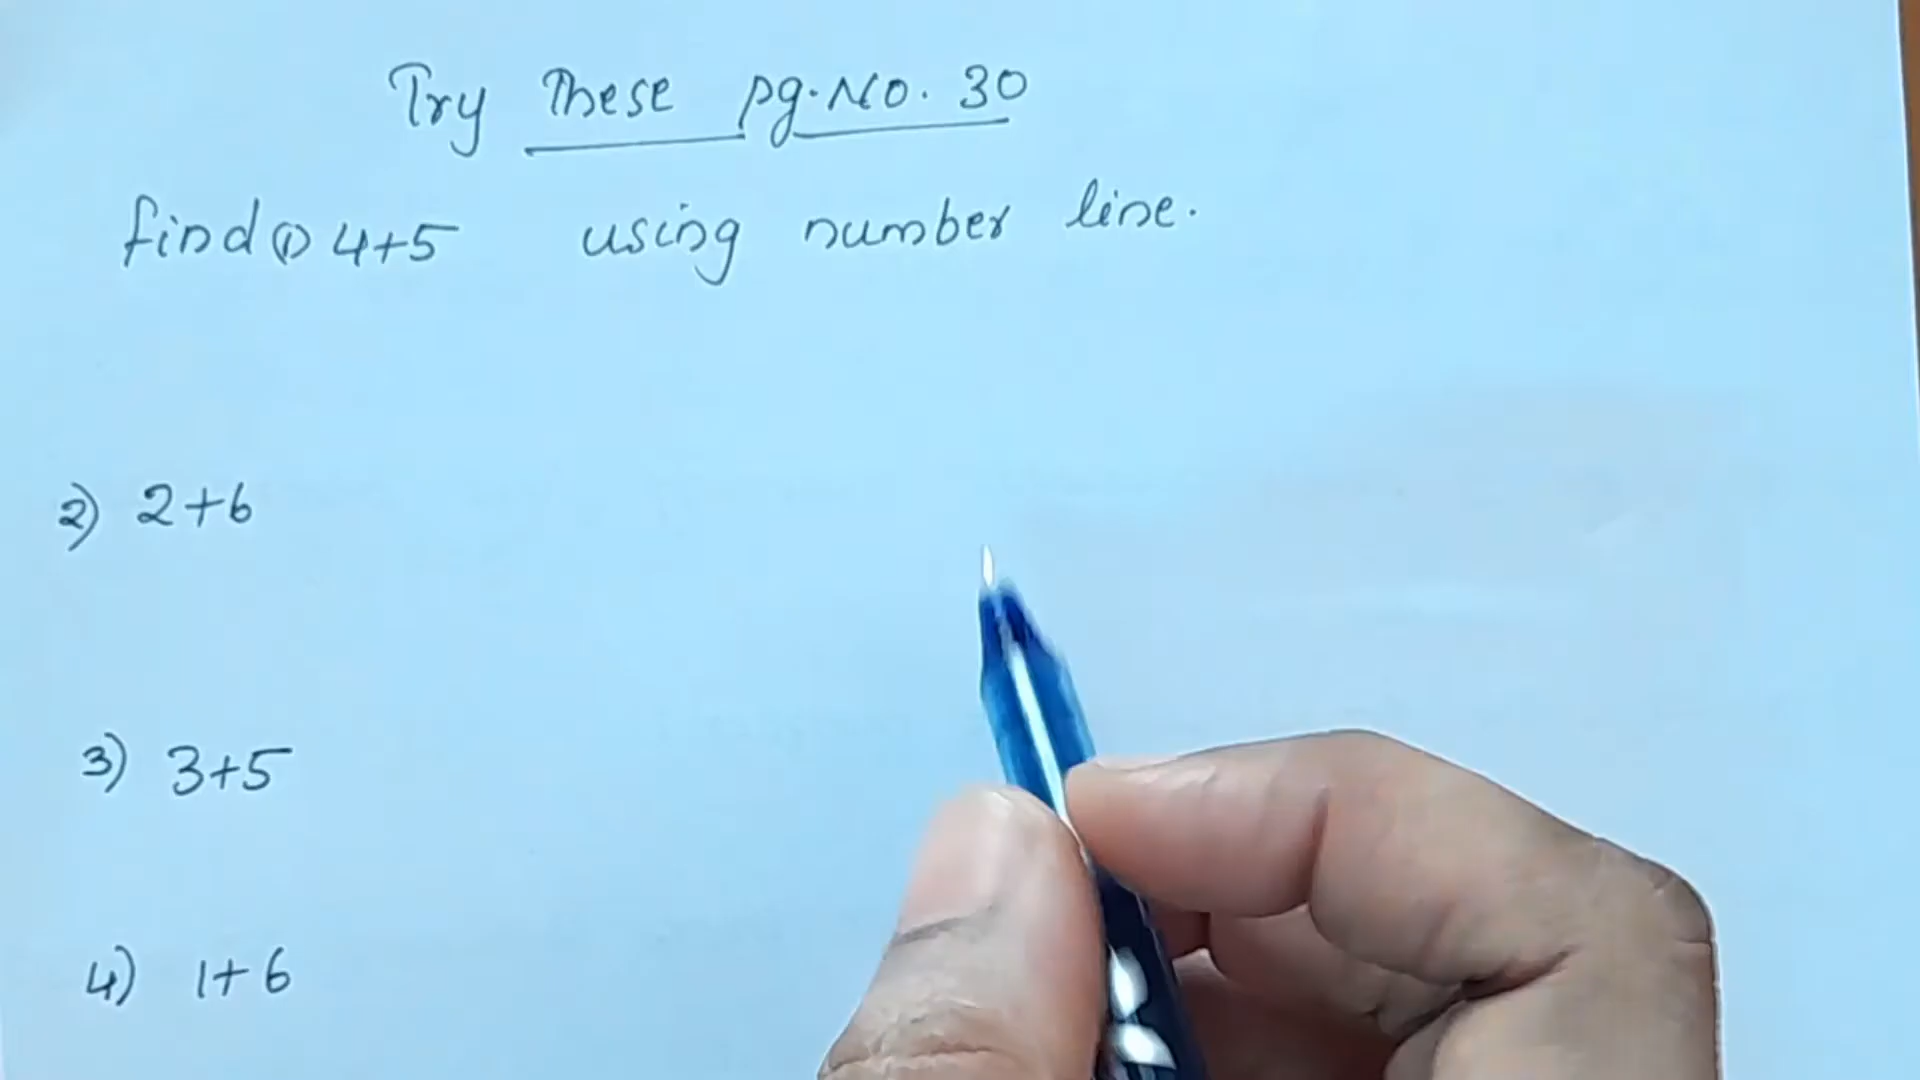 Try These pg.No. 30
find ① 4+5 using number line.
2) 2+6
3) 3+5
4) 1+6